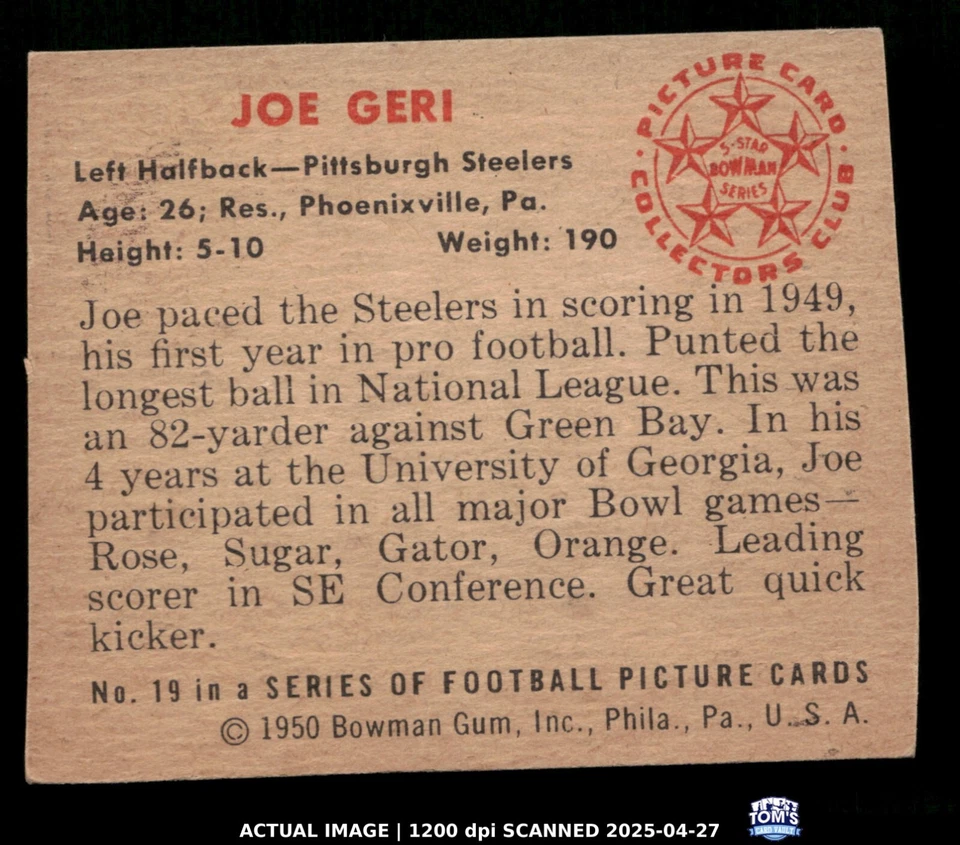 JOE GERI
Left Halfback—Pittsburgh Steelers
Age: 26; Res., Phoenixville, Pa.
Height: 5-10 Weight: 190
PICTURE CARD
COLLECTORS CLUB
5-STAR
BOWMAN
SERIES
Joe paced the Steelers in scoring in 1949,
his first year in pro football. Punted the
longest ball in National League. This was
an 82-yarder against Green Bay. In his
4 years at the University of Georgia, Joe
participated in all major Bowl games—
Rose, Sugar, Gator, Orange. Leading
scorer in SE Conference. Great quick
kicker.
No. 19 in a SERIES OF FOOTBALL PICTURE CARDS
© 1950 Bowman Gum, Inc., Phila., Pa., U.S.A.
ACTUAL IMAGE | 1200 dpi SCANNED 2025-04-27
TOM'S
CARD VAULT